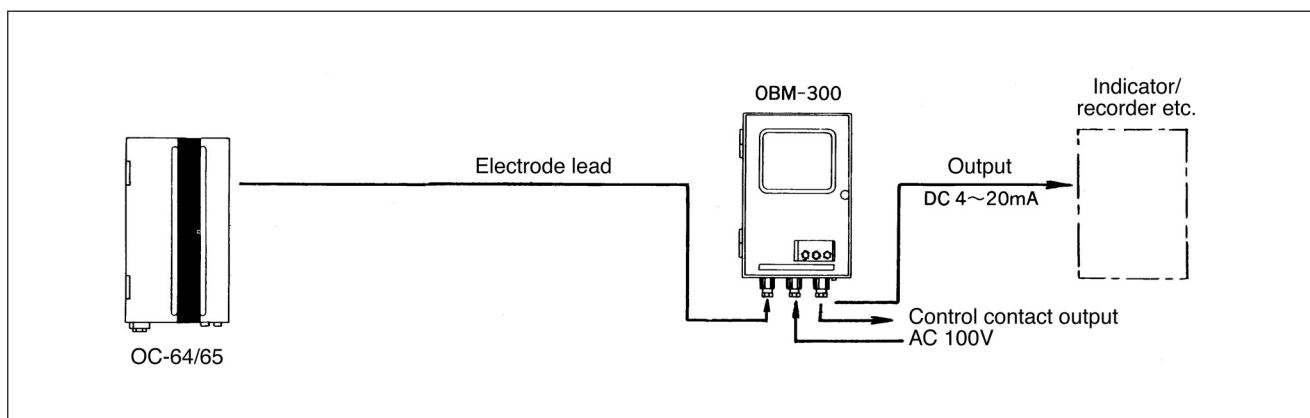 OBM-300
Indicator/
recorder etc.
Electrode lead
Output
DC 4～20mA
Control contact output
AC 100V
OC-64/65